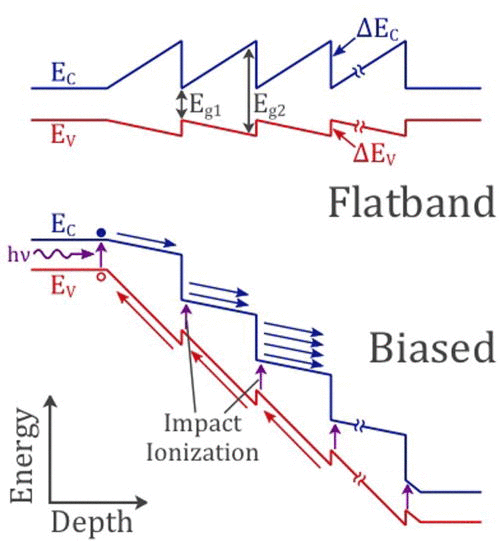 ΔE_C
E_C
E_g1
E_g2
E_V
ΔE_V
Flatband
E_C
hν
E_V
Biased
Impact
Ionization
Energy
Depth